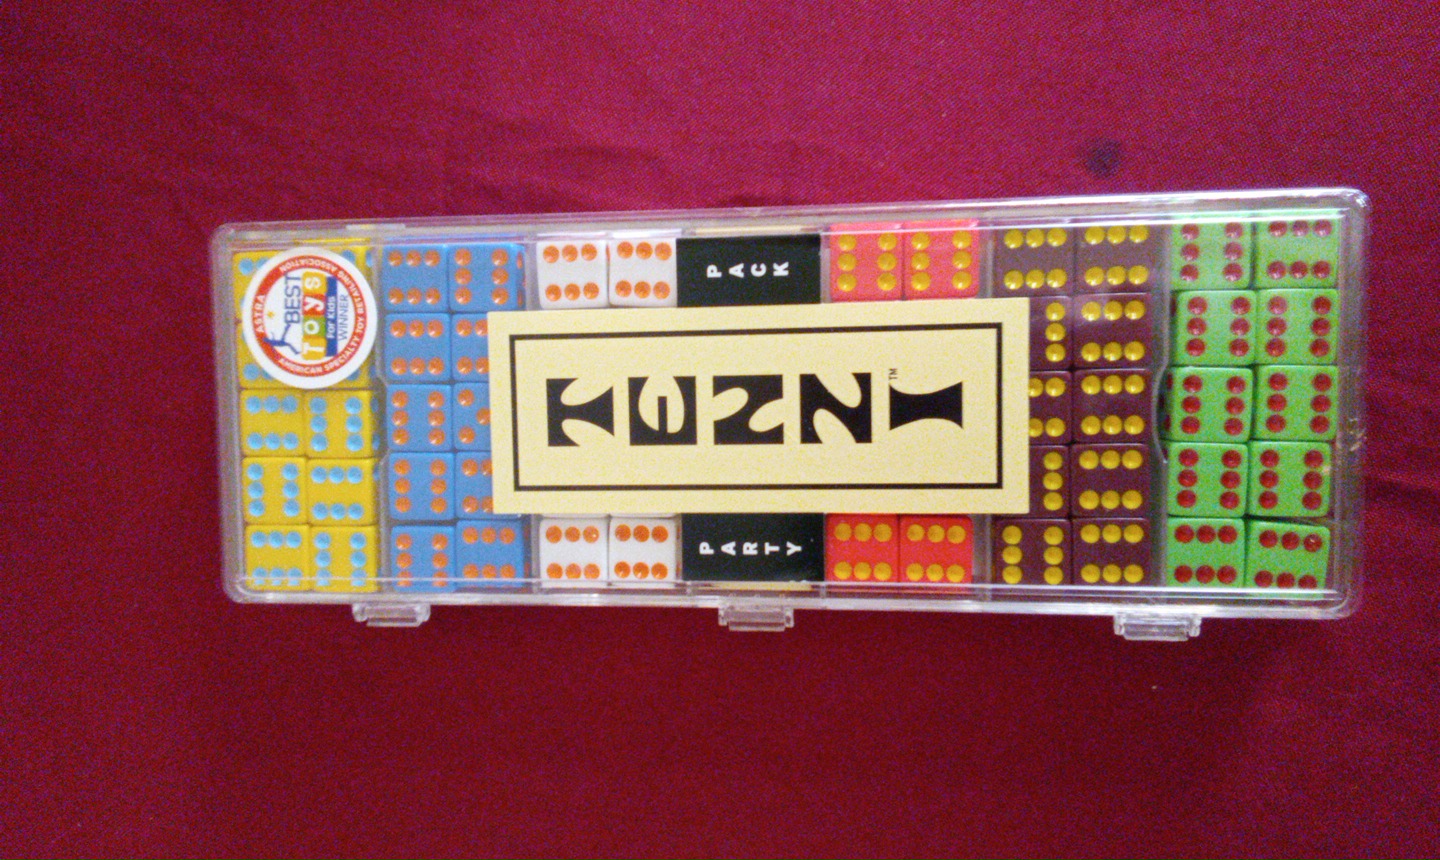 TENZI™
PARTY
PACK
ASTRA
BEST
Toys
For Kids
WINNER
AMERICAN SPECIALTY TOY RETAILING ASSOCIATION